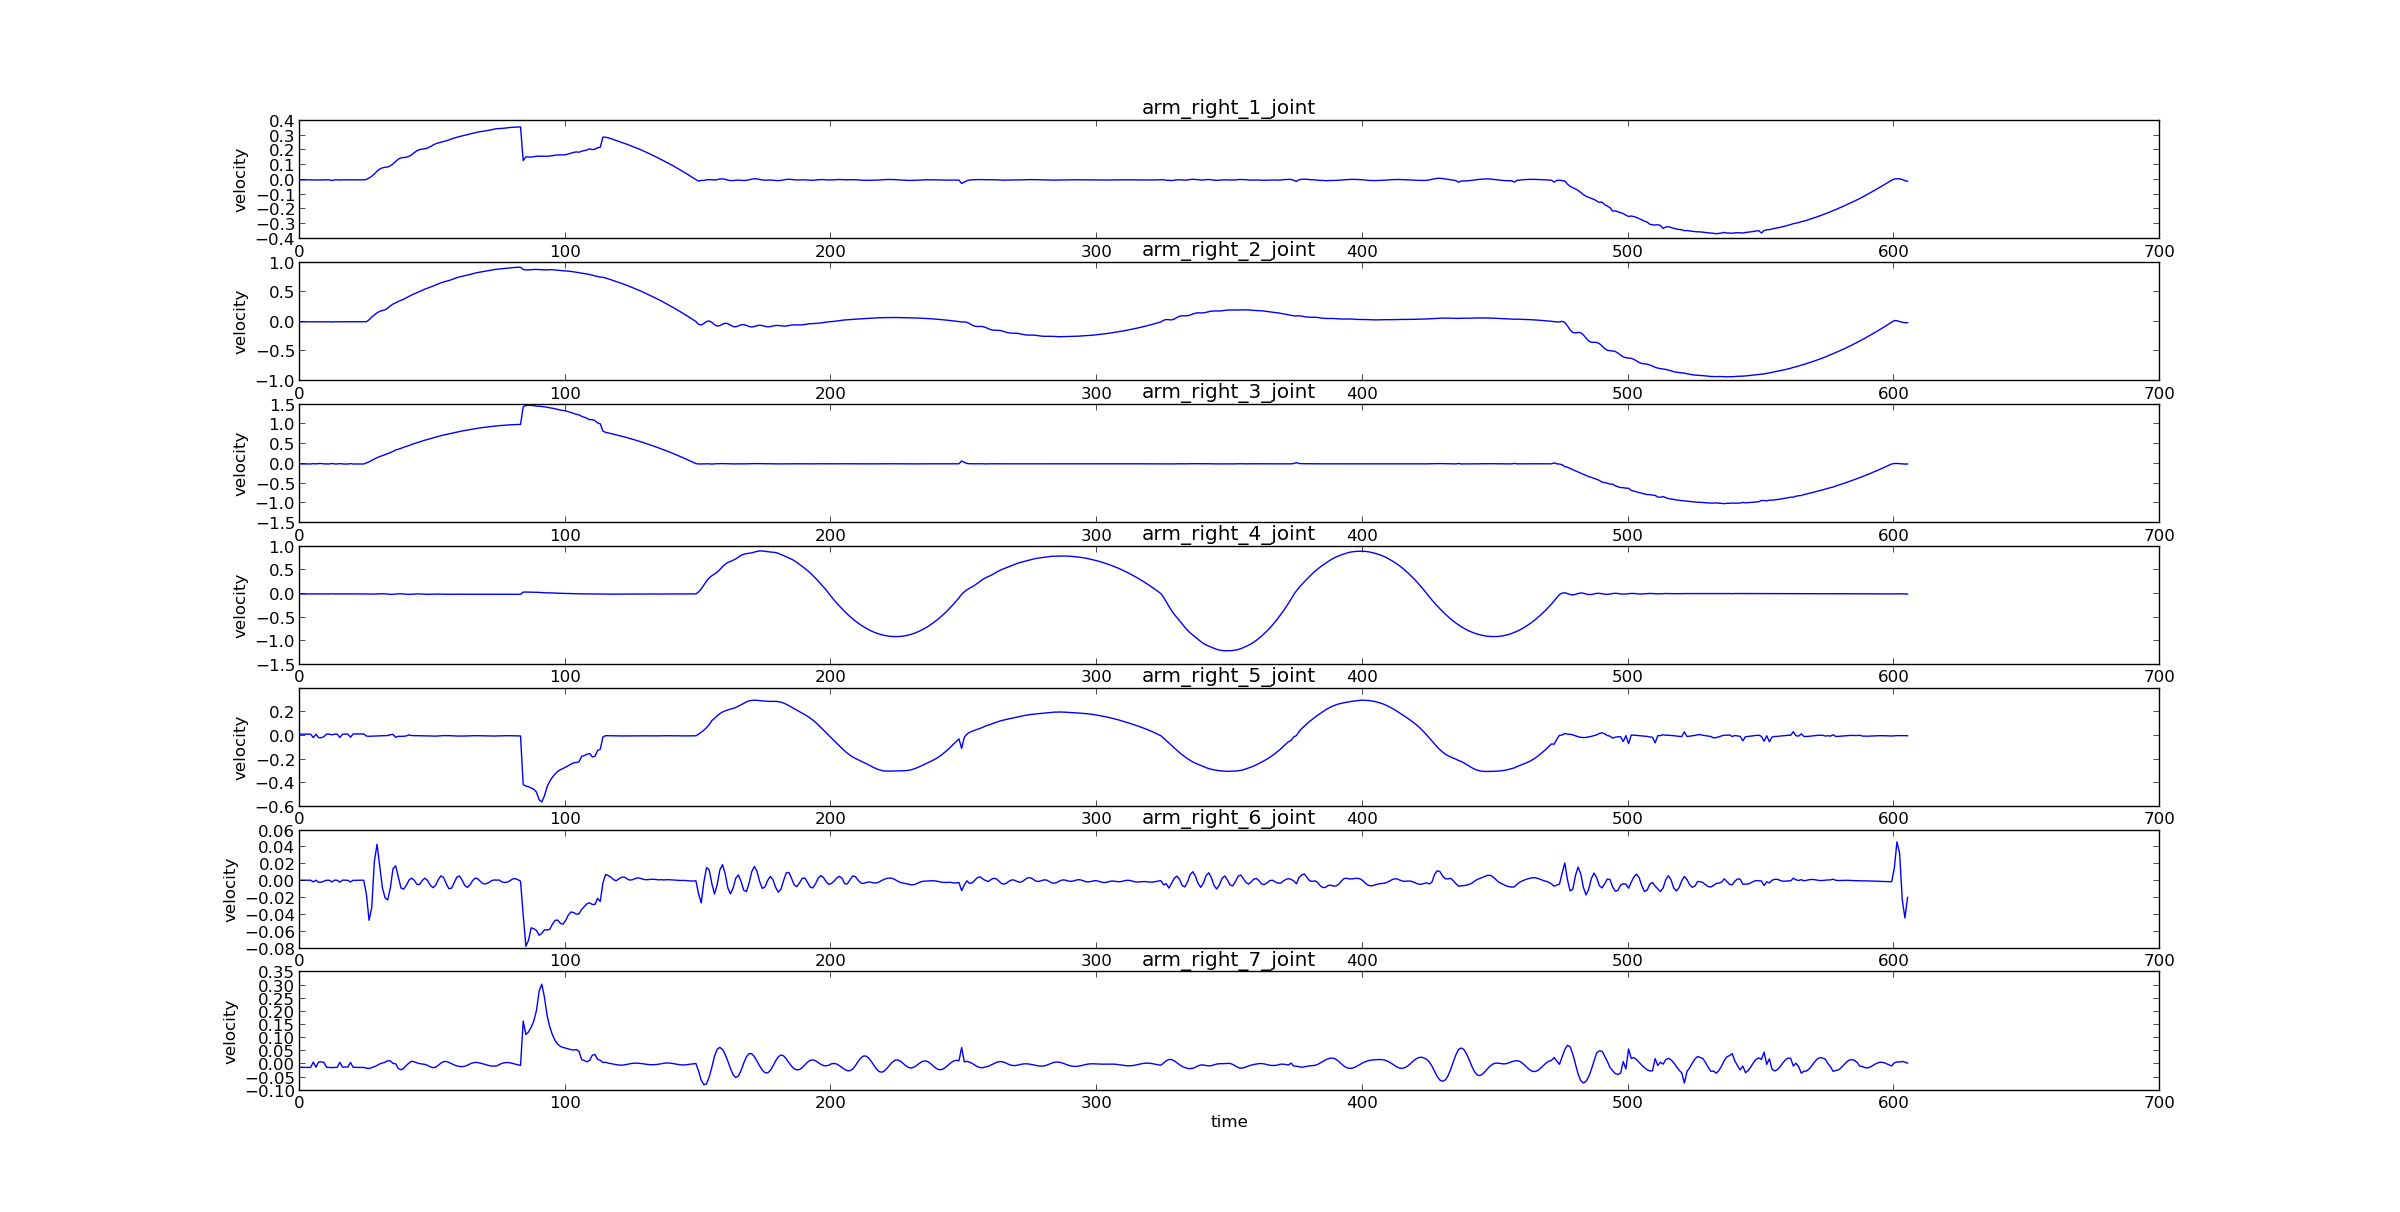 arm_right_1_joint
velocity
0.4
0.3
0.2
0.1
0.0
−0.1
−0.2
−0.3
−0.4
0 100 200 300 400 500 600 700
arm_right_2_joint
velocity
1.0
0.5
0.0
−0.5
−1.0
0 100 200 300 400 500 600 700
arm_right_3_joint
velocity
1.5
1.0
0.5
0.0
−0.5
−1.0
−1.5
0 100 200 300 400 500 600 700
arm_right_4_joint
velocity
1.0
0.5
0.0
−0.5
−1.0
−1.5
0 100 200 300 400 500 600 700
arm_right_5_joint
velocity
0.2
0.0
−0.2
−0.4
−0.6
0 100 200 300 400 500 600 700
arm_right_6_joint
velocity
0.06
0.04
0.02
0.00
−0.02
−0.04
−0.06
−0.08
0 100 200 300 400 500 600 700
arm_right_7_joint
velocity
0.35
0.30
0.25
0.20
0.15
0.10
0.05
0.00
−0.05
−0.10
0 100 200 300 400 500 600 700
time